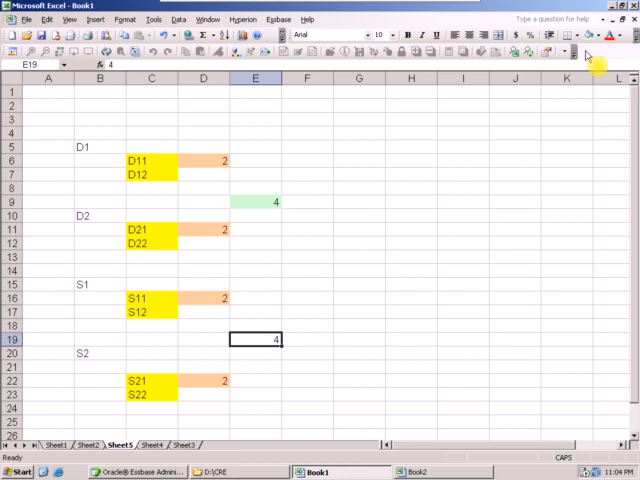 Microsoft Excel - Book1
File Edit View Insert Format Tools Data Window Hyperion Essbase Help Type a question for help
Arial 10 B I U $ %
E19 fx 4
A B C D E F G H I J K L
1
2
3
4
5 D1
6 D11 2
7 D12
8
9 4
10 D2
11 D21 2
12 D22
13
14
15 S1
16 S11 2
17 S12
18
19 4
20 S2
21
22 S21 2
23 S22
24
25
26
Sheet1 Sheet2 Sheet5 Sheet4 Sheet3
Ready CAPS
Start Oracle® Essbase Admini... D:\CRE Book1 Book2 11:04 PM